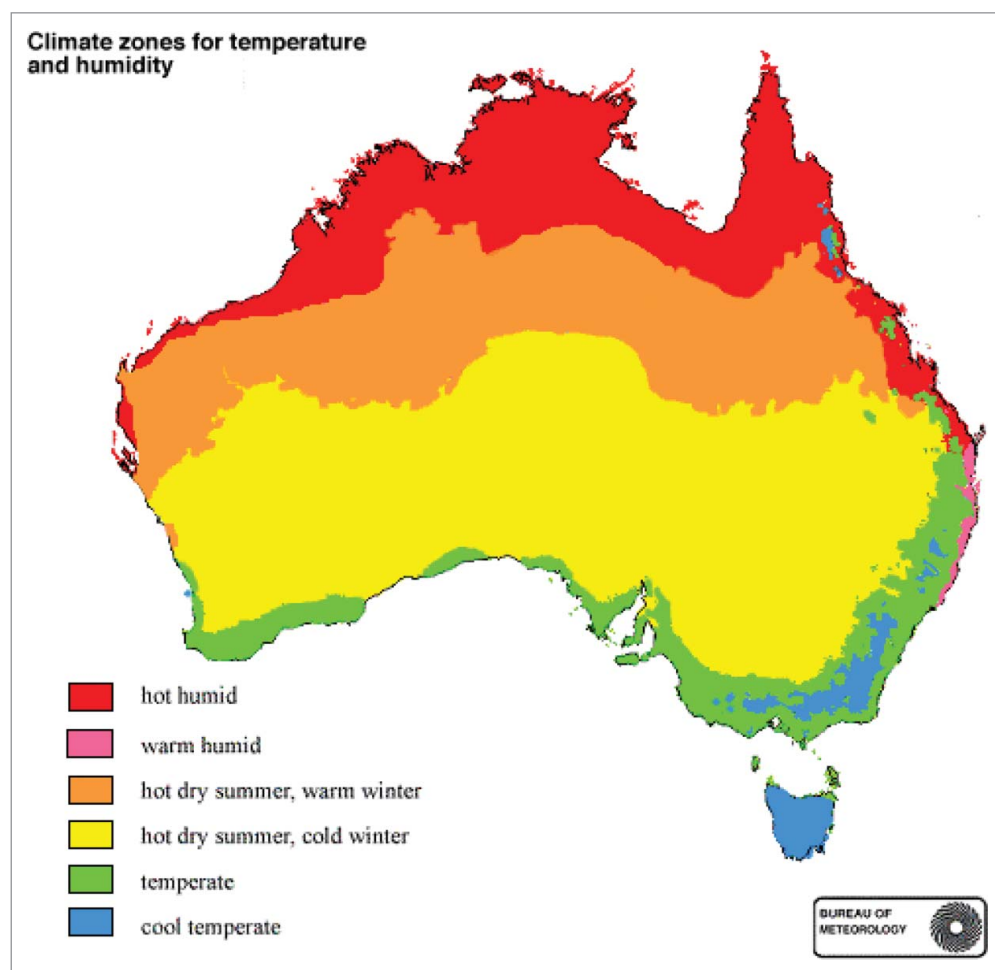 Climate zones for temperature
and humidity
hot humid
warm humid
hot dry summer, warm winter
hot dry summer, cold winter
temperate
cool temperate
BUREAU OF
METEOROLOGY